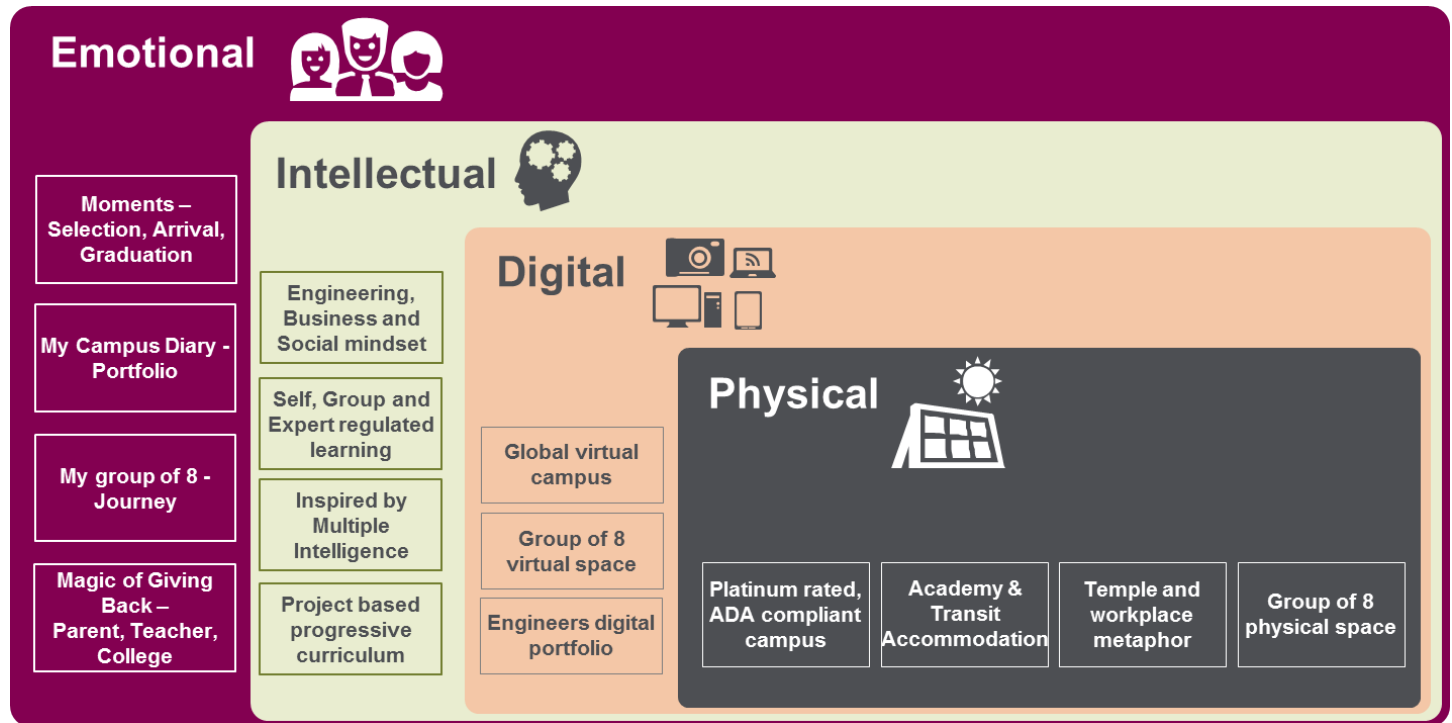 Emotional
Moments –
Selection, Arrival,
Graduation
My Campus Diary -
Portfolio
My group of 8 -
Journey
Magic of Giving
Back –
Parent, Teacher,
College
Intellectual
Engineering,
Business and
Social mindset
Self, Group and
Expert regulated
learning
Inspired by
Multiple
Intelligence
Project based
progressive
curriculum
Digital
Global virtual
campus
Group of 8
virtual space
Engineers digital
portfolio
Physical
Platinum rated,
ADA compliant
campus
Academy &
Transit
Accommodation
Temple and
workplace
metaphor
Group of 8
physical space